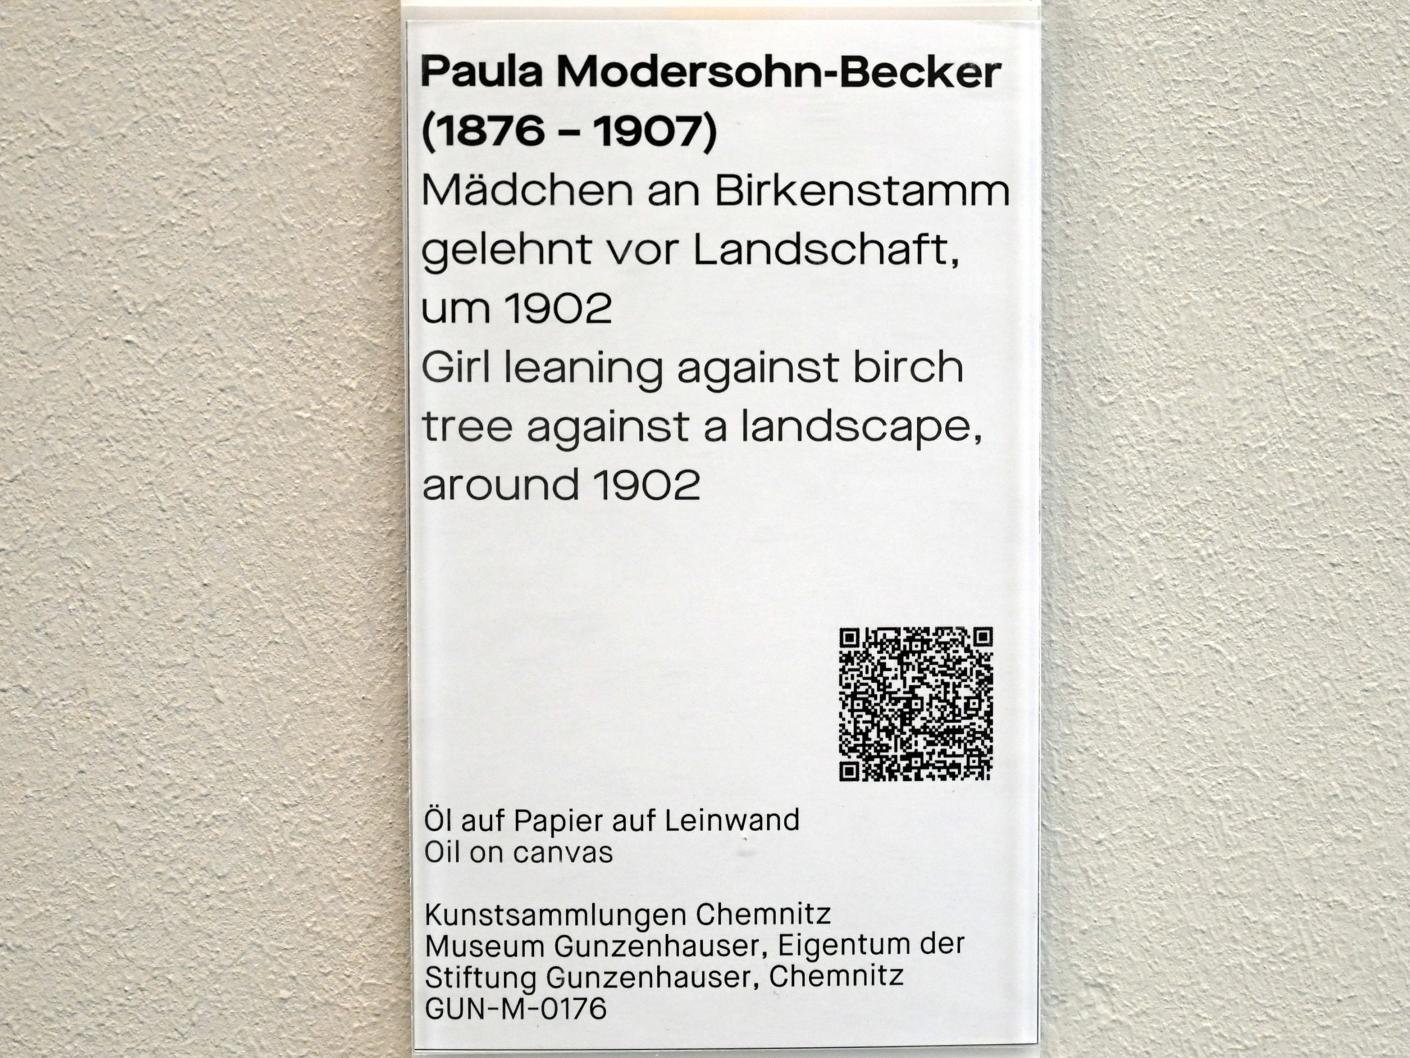 Paula Modersohn-Becker
(1876 – 1907)
Mädchen an Birkenstamm
gelehnt vor Landschaft,
um 1902
Girl leaning against birch
tree against a landscape,
around 1902
Öl auf Papier auf Leinwand
Oil on canvas
Kunstsammlungen Chemnitz
Museum Gunzenhauser, Eigentum der
Stiftung Gunzenhauser, Chemnitz
GUN-M-0176